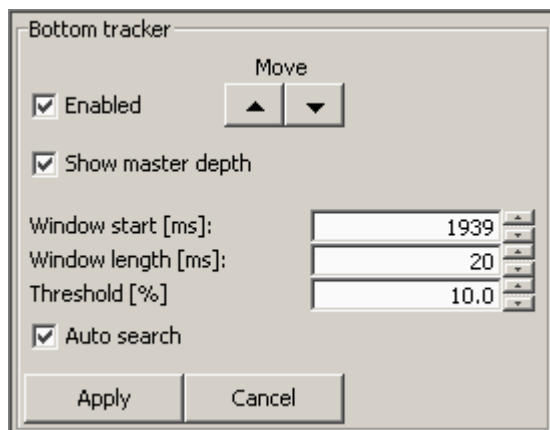 Bottom tracker
Move
Enabled
Show master depth
Window start [ms]: 1939
Window length [ms]: 20
Threshold [%] 10.0
Auto search
Apply Cancel